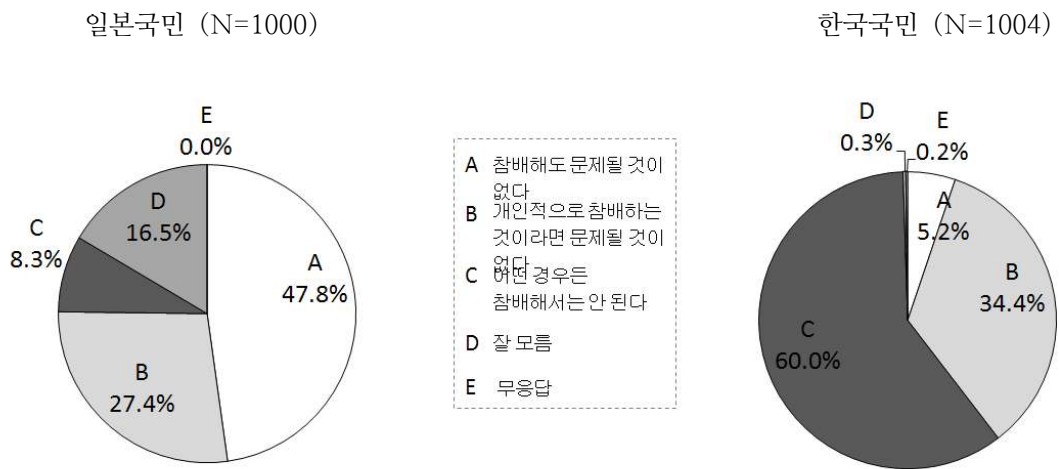 일본국민 (N=1000)
한국국민 (N=1004)
E
0.0%
D
16.5%
C
8.3%
A
47.8%
B
27.4%
A 참배해도 문제될 것이
없다
B 개인적으로 참배하는
것이라면 문제될 것이
없다
C 어떤 경우든
참배해서는 안 된다
D 잘 모름
E 무응답
D
0.3%
E
0.2%
A
5.2%
B
34.4%
C
60.0%